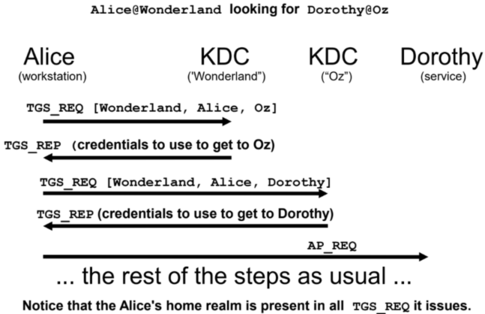 Alice@Wonderland looking for Dorothy@Oz
Alice KDC KDC Dorothy
(workstation) ('Wonderland") ("Oz") (service)
TGS_REQ [Wonderland, Alice, Oz]
TGS_REP (credentials to use to get to Oz)
TGS_REQ [Wonderland, Alice, Dorothy]
TGS_REP (credentials to use to get to Dorothy)
AP_REQ
... the rest of the steps as usual ...
Notice that the Alice's home realm is present in all TGS_REQ it issues.